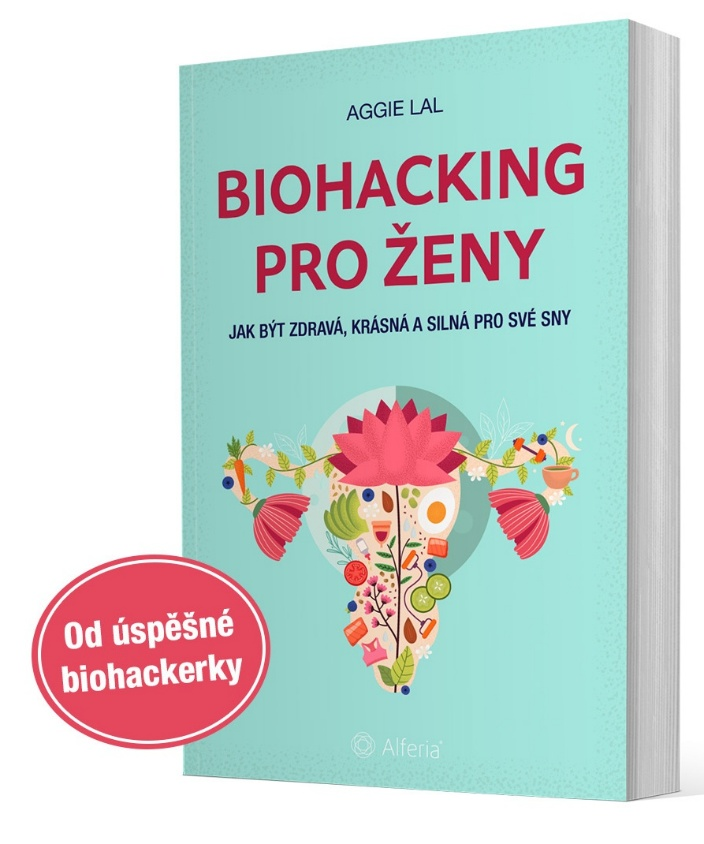 AGGIE LAL
BIOHACKING
PRO ŽENY
JAK BÝT ZDRAVÁ, KRÁSNÁ A SILNÁ PRO SVÉ SNY
Od úspěšné
biohackerky
Alferia